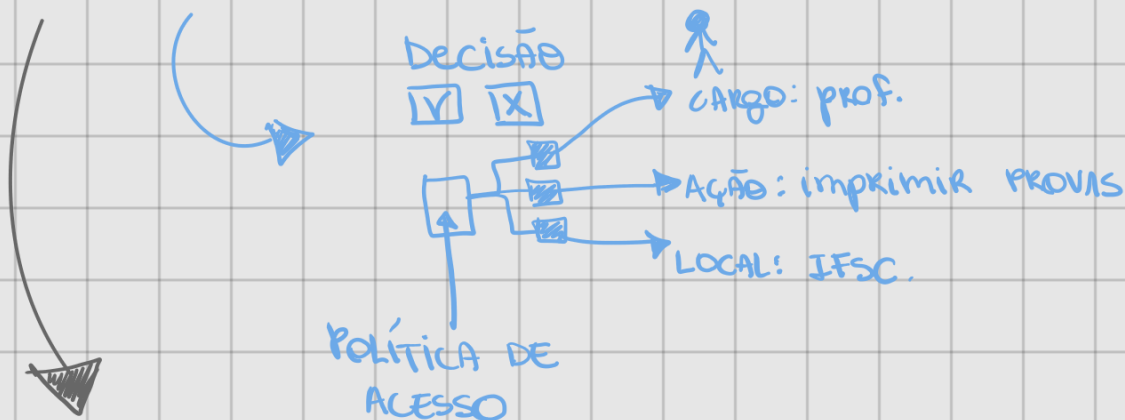 DECISÃO
V X
CARGO: PROF.
AÇÃO: IMPRIMIR PROVAS
LOCAL: IFSC.
POLÍTICA DE
ACESSO